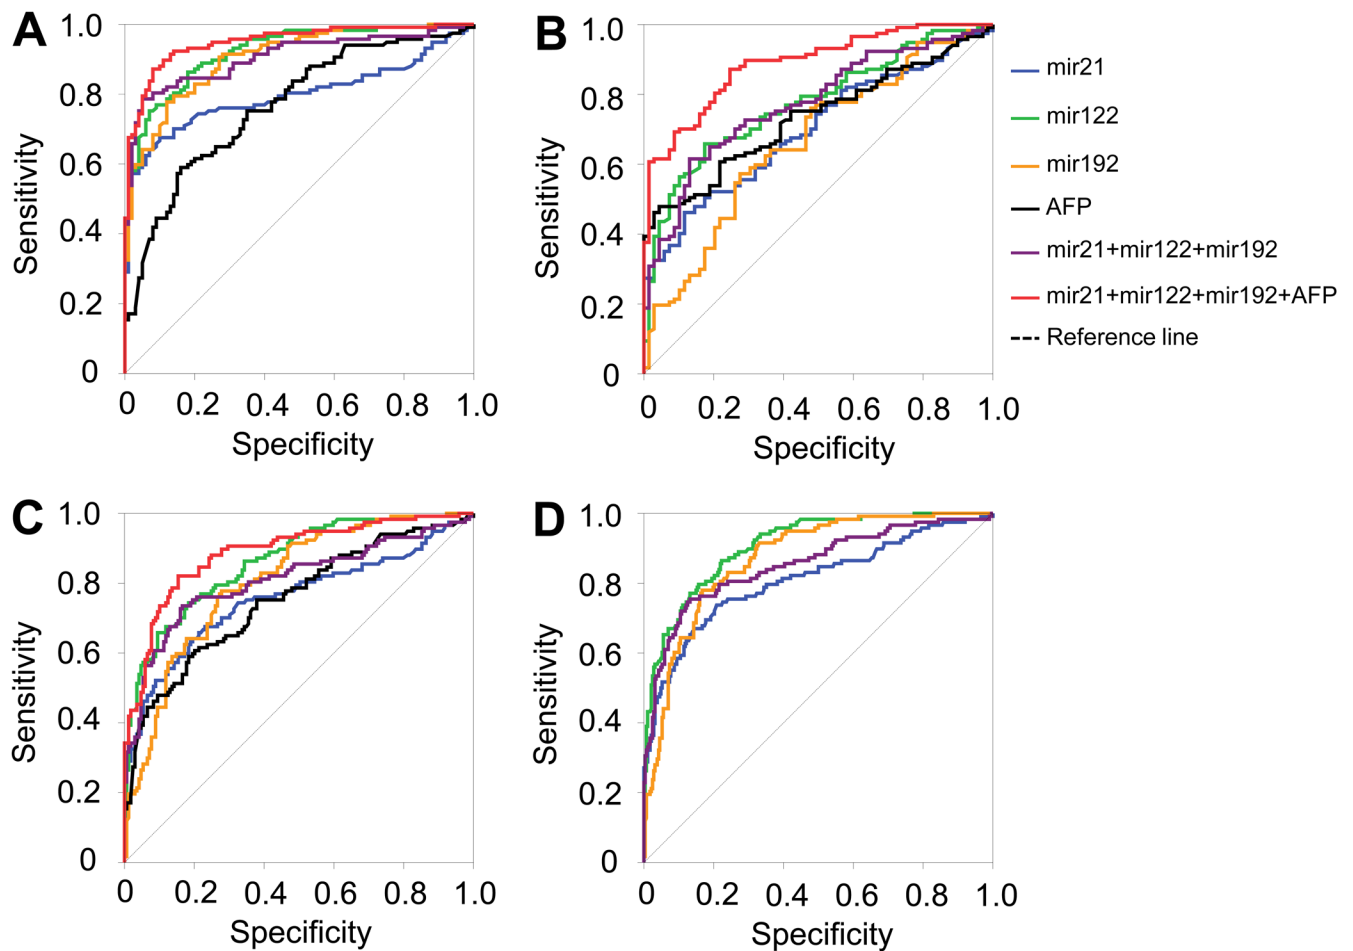 A
1.0
0.8
0.6
0.4
0.2
0
Sensitivity
0 0.2 0.4 0.6 0.8 1.0
Specificity
B
1.0
0.8
0.6
0.4
0.2
0
Sensitivity
0 0.2 0.4 0.6 0.8 1.0
Specificity
mir21
mir122
mir192
AFP
mir21+mir122+mir192
mir21+mir122+mir192+AFP
Reference line
C
1.0
0.8
0.6
0.4
0.2
0
Sensitivity
0 0.2 0.4 0.6 0.8 1.0
Specificity
D
1.0
0.8
0.6
0.4
0.2
0
Sensitivity
0 0.2 0.4 0.6 0.8 1.0
Specificity